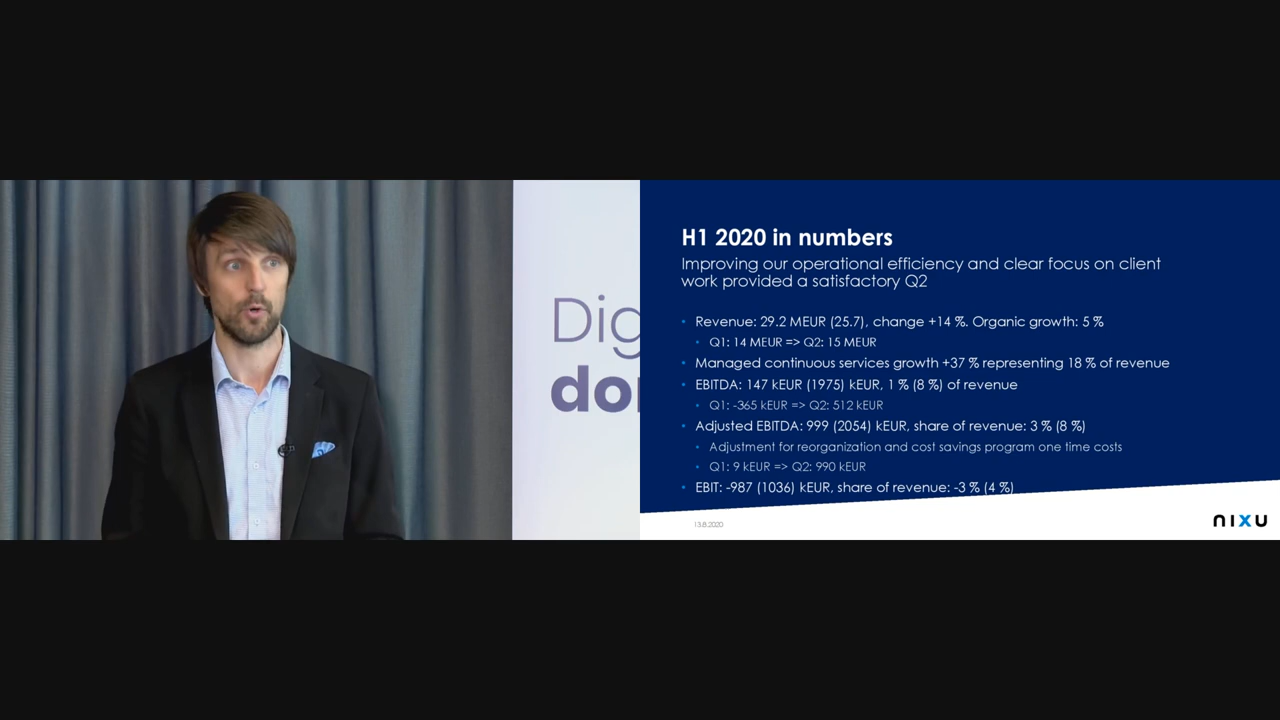 Dig
do
H1 2020 in numbers
Improving our operational efficiency and clear focus on client
work provided a satisfactory Q2
• Revenue: 29.2 MEUR (25.7), change +14 %. Organic growth: 5 %
• Q1: 14 MEUR => Q2: 15 MEUR
• Managed continuous services growth +37 % representing 18 % of revenue
• EBITDA: 147 kEUR (1975) kEUR, 1 % (8 %) of revenue
• Q1: -365 kEUR => Q2: 512 kEUR
• Adjusted EBITDA: 999 (2054) kEUR, share of revenue: 3 % (8 %)
• Adjustment for reorganization and cost savings program one time costs
• Q1: 9 kEUR => Q2: 990 kEUR
• EBIT: -987 (1036) kEUR, share of revenue: -3 % (4 %)
13.8.2020
nixu